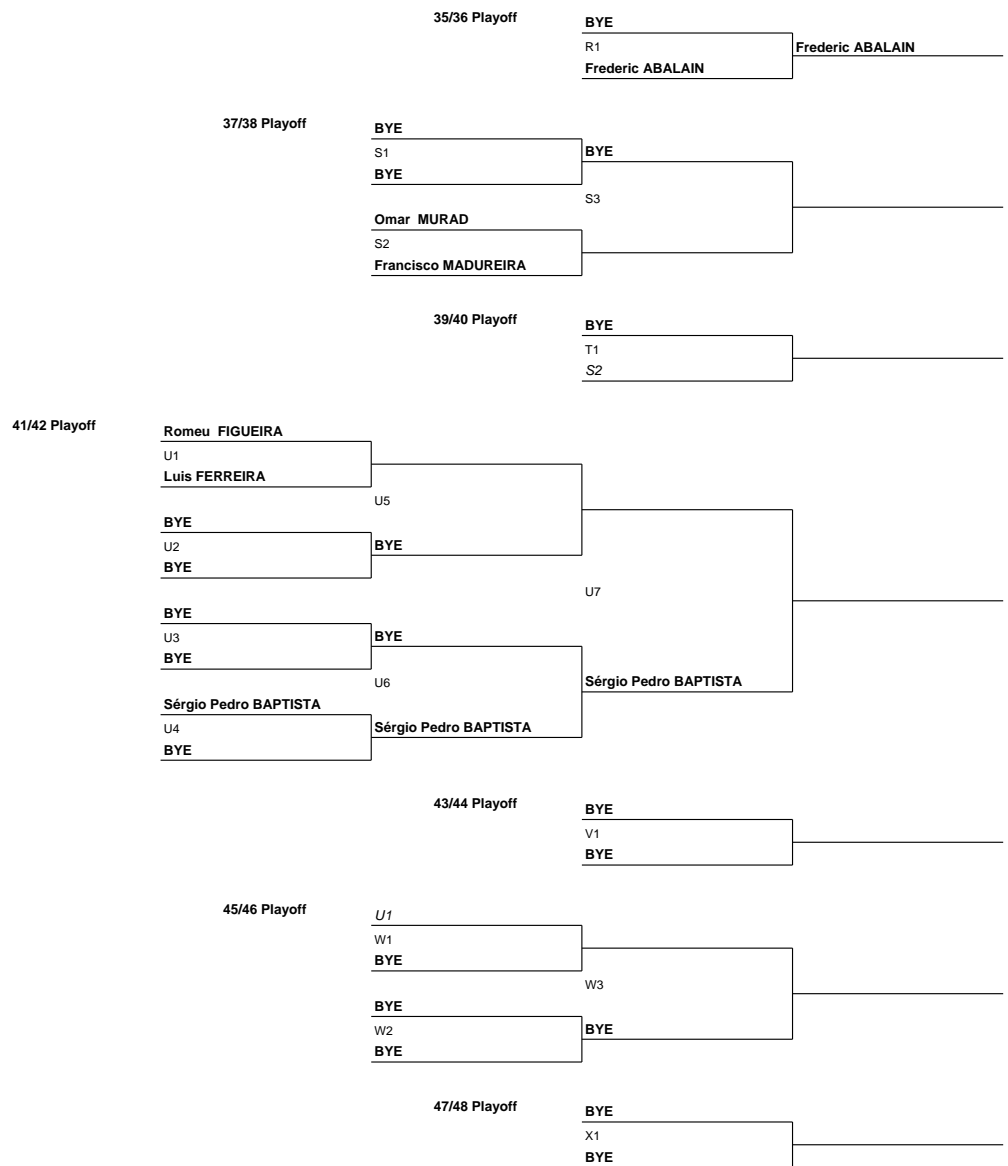 35/36 Playoff
BYE
R1
Frederic ABALAIN
Frederic ABALAIN
37/38 Playoff
BYE
S1
BYE
BYE
S3
Omar MURAD
S2
Francisco MADUREIRA
39/40 Playoff
BYE
T1
S2
41/42 Playoff
Romeu FIGUEIRA
U1
Luis FERREIRA
U5
BYE
U2
BYE
BYE
U7
BYE
U3
BYE
BYE
U6
Sérgio Pedro BAPTISTA
Sérgio Pedro BAPTISTA
U4
Sérgio Pedro BAPTISTA
BYE
43/44 Playoff
BYE
V1
BYE
45/46 Playoff
U1
W1
BYE
W3
BYE
W2
BYE
BYE
47/48 Playoff
BYE
X1
BYE